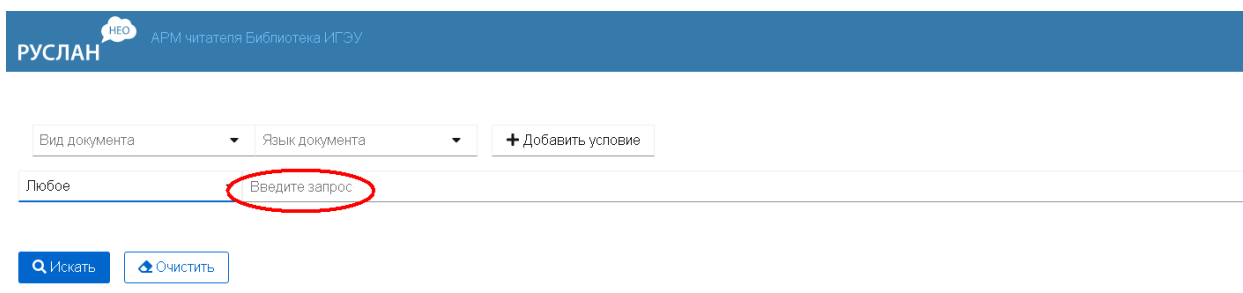 РУСЛАН НЕО АРМ читателя Библиотека ИГЭУ
Вид документа Язык документа Добавить условие
Любое Введите запрос
Искать Очистить